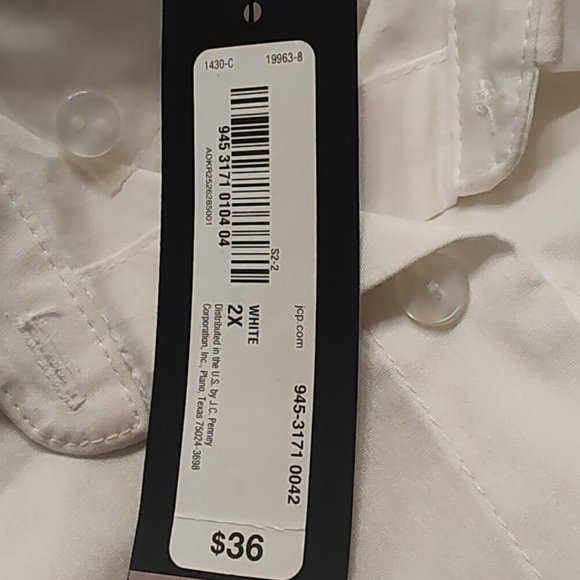 1430-C 19963-8
945 3171 0104 04
ADKR2526285001
S2-2
jcp.com
945-3171 0042
WHITE
2X
Distributed in the U.S. by J.C. Penney
Corporation, Inc., Plano, Texas 75024-3698
$36